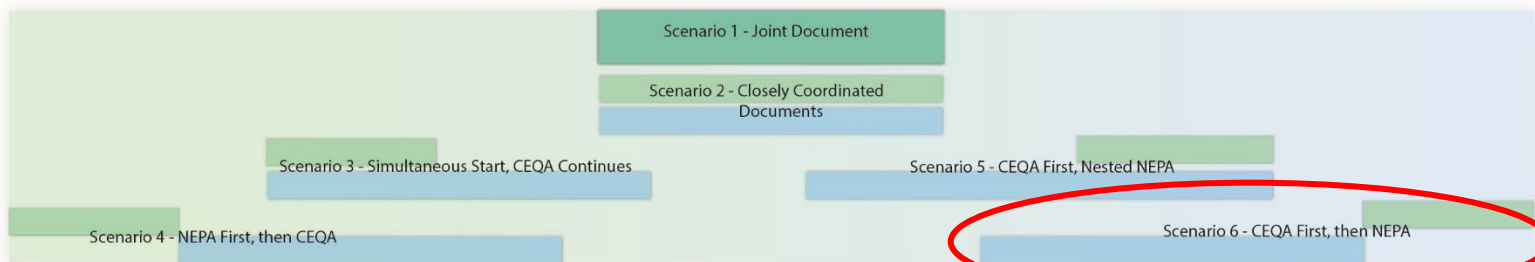 Scenario 1 - Joint Document
Scenario 2 - Closely Coordinated
Documents
Scenario 3 - Simultaneous Start, CEQA Continues
Scenario 5 - CEQA First, Nested NEPA
Scenario 4 - NEPA First, then CEQA
Scenario 6 - CEQA First, then NEPA